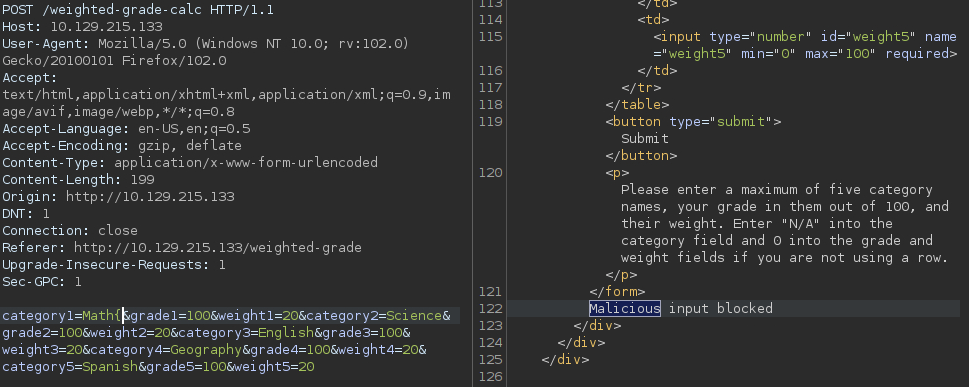 POST /weighted-grade-calc HTTP/1.1
Host: 10.129.215.133
User-Agent: Mozilla/5.0 (Windows NT 10.0; rv:102.0)
Gecko/20100101 Firefox/102.0
Accept:
text/html,application/xhtml+xml,application/xml;q=0.9,im
age/avif,image/webp,*/*;q=0.8
Accept-Language: en-US,en;q=0.5
Accept-Encoding: gzip, deflate
Content-Type: application/x-www-form-urlencoded
Content-Length: 199
Origin: http://10.129.215.133
DNT: 1
Connection: close
Referer: http://10.129.215.133/weighted-grade
Upgrade-Insecure-Requests: 1
Sec-GPC: 1
category1=Math{&grade1=100&weight1=20&category2=Science&
grade2=100&weight2=20&category3=English&grade3=100&
weight3=20&category4=Geography&grade4=100&weight4=20&
category5=Spanish&grade5=100&weight5=20
113 </td>
114 <td>
115 <input type="number" id="weight5" name
="weight5" min="0" max="100" required>
116 </td>
117 </tr>
118 </table>
119 <button type="submit">
Submit
</button>
120 <p>
Please enter a maximum of five category
names, your grade in them out of 100, and
their weight. Enter "N/A" into the
category field and 0 into the grade and
weight fields if you are not using a row.
</p>
121 </form>
122 Malicious input blocked
123 </div>
124 </div>
125 </div>
126